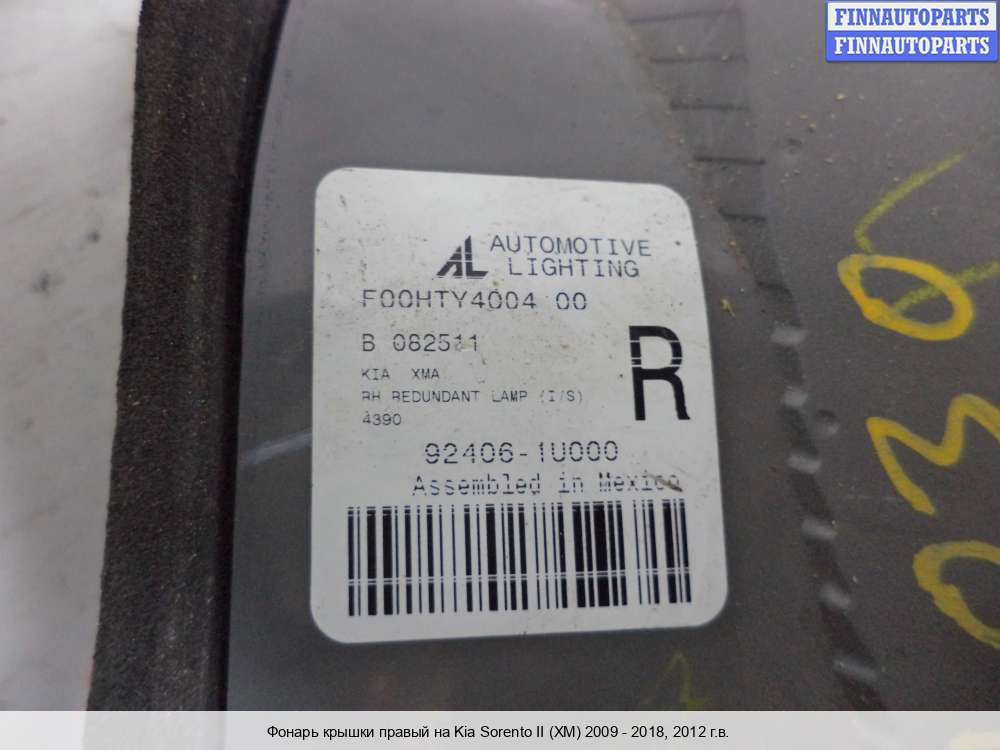 FINNAUTOPARTS
FINNAUTOPARTS
AL AUTOMOTIVE
LIGHTING
F00HTY4004 00
B 082511
KIA XMA
RH REDUNDANT LAMP (I/S)
4390
R
92406-1U000
Assembled in Mexico
Фонарь крышки правый на Kia Sorento II (XM) 2009 - 2018, 2012 г.в.